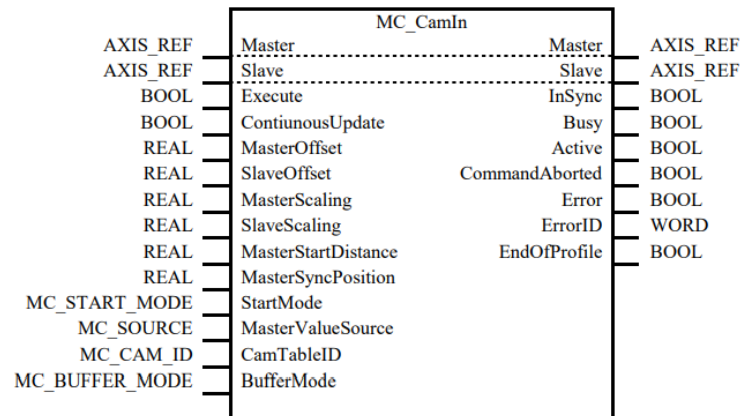 MC_CamIn
AXIS_REF Master Master AXIS_REF
AXIS_REF Slave Slave AXIS_REF
BOOL Execute InSync BOOL
BOOL ContiunousUpdate Busy BOOL
REAL MasterOffset Active BOOL
REAL SlaveOffset CommandAborted BOOL
REAL MasterScaling Error BOOL
REAL SlaveScaling ErrorID WORD
REAL MasterStartDistance EndOfProfile BOOL
REAL MasterSyncPosition
MC_START_MODE StartMode
MC_SOURCE MasterValueSource
MC_CAM_ID CamTableID
MC_BUFFER_MODE BufferMode